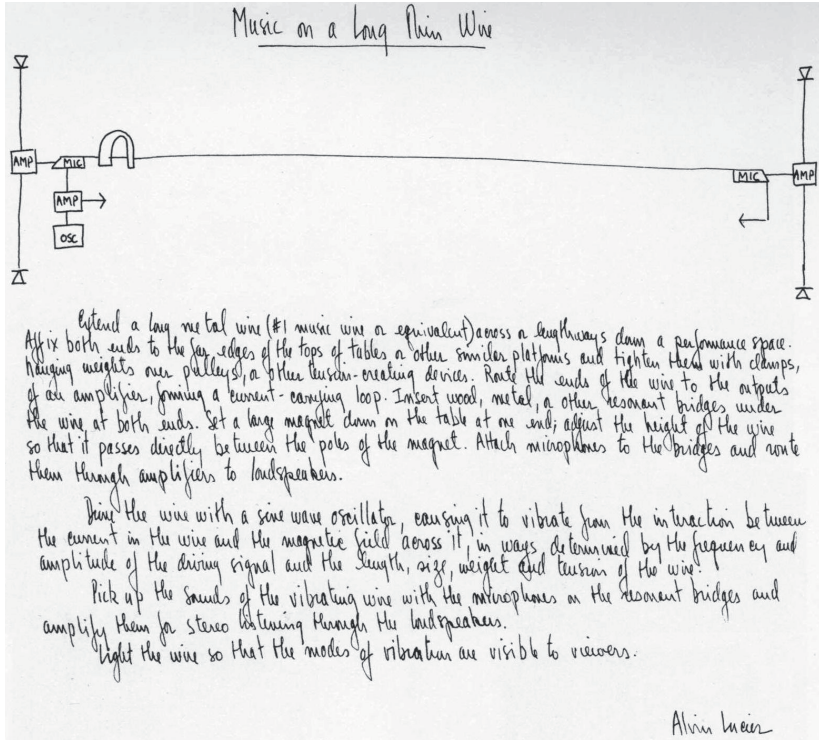 Music on a Long Thin Wire
AMP MIC MIC AMP
AMP
OSC
Extend a long metal wire (#1 music wire or equivalent) across or lengthways down a performance space.
Affix both ends to the far edges of the tops of tables or other similar platforms and tighten them with clamps,
hanging weights over pulleys, or other tension-creating devices. Route the ends of the wire to the outputs
of an amplifier, forming a current-carrying loop. Insert wood, metal, or other resonant bridges under
the wire at both ends. Set a large magnet down on the table at one end; adjust the height of the wire
so that it passes directly between the poles of the magnet. Attach microphones to the bridges and route
them through amplifiers to loudspeakers.
Drive the wire with a sine wave oscillator, causing it to vibrate from the interaction between
the current in the wire and the magnetic field across it, in ways determined by the frequency and
amplitude of the driving signal and the length, size, weight and tension of the wire.
Pick up the sounds of the vibrating wire with the microphones on the resonant bridges and
amplify them for stereo listening through the loudspeakers.
Light the wire so that the modes of vibration are visible to viewers.
Alvin Lucier